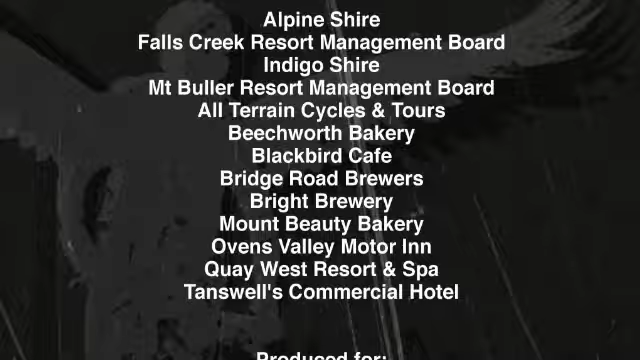 Alpine Shire
Falls Creek Resort Management Board
Indigo Shire
Mt Buller Resort Management Board
All Terrain Cycles & Tours
Beechworth Bakery
Blackbird Cafe
Bridge Road Brewers
Bright Brewery
Mount Beauty Bakery
Ovens Valley Motor Inn
Quay West Resort & Spa
Tanswell's Commercial Hotel
Produced for: